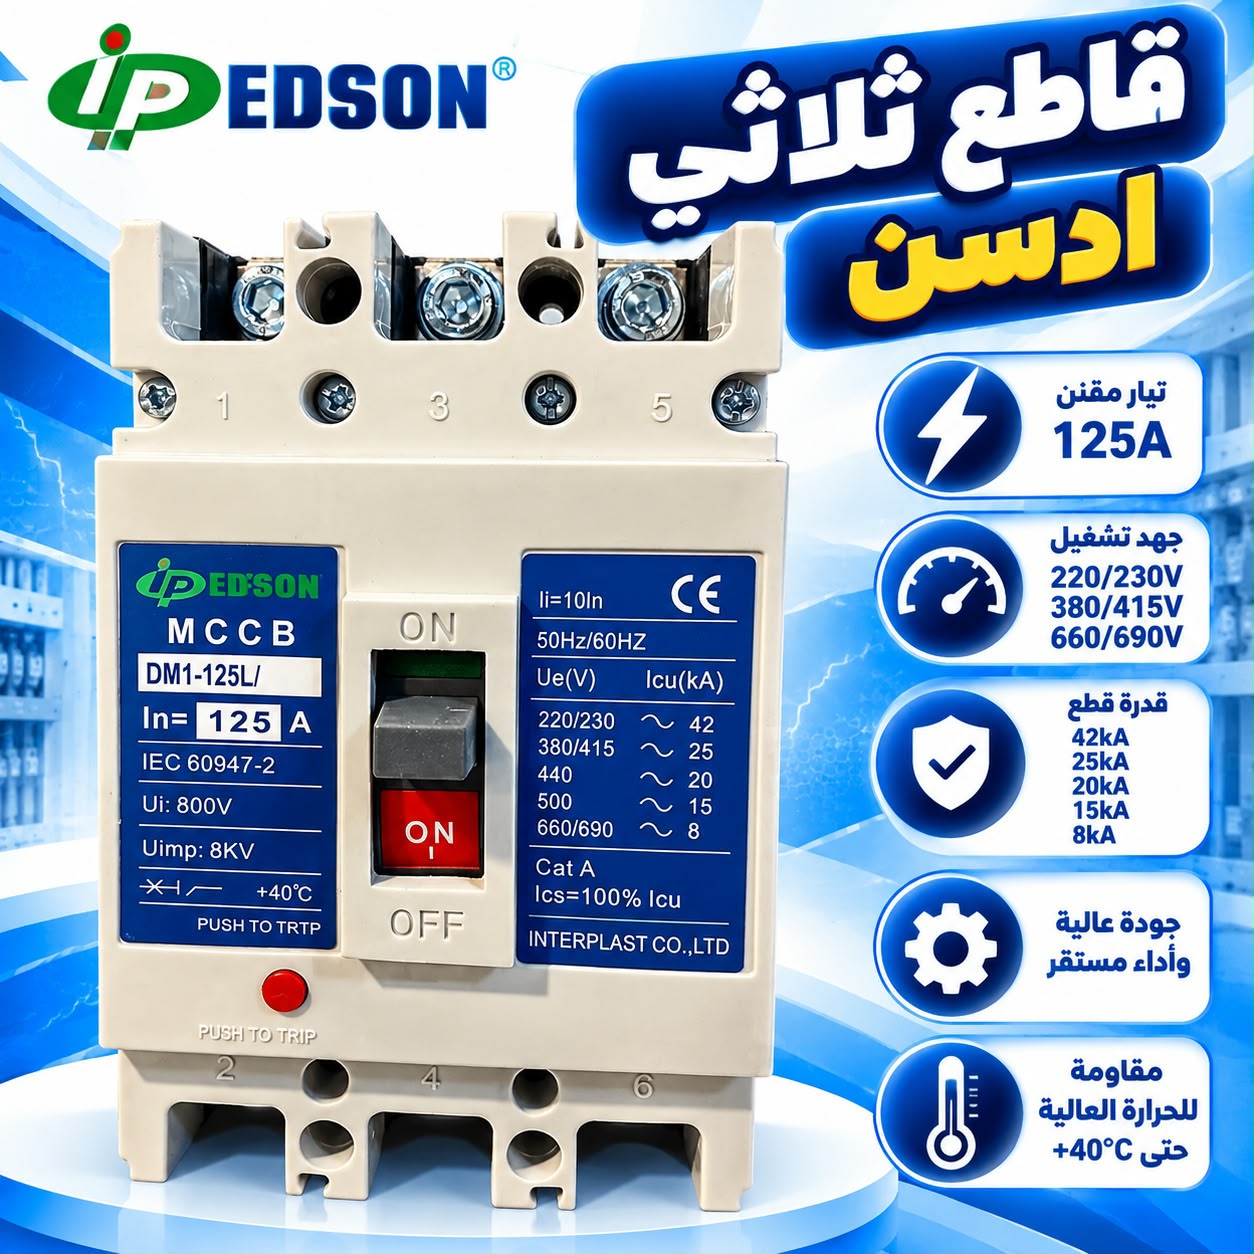 ip EDSON®
قاطع ثلاثي
ادسن
تيار مقنن
125A
جهد تشغيل
220/230V
380/415V
660/690V
قدرة قطع
42kA
25kA
20kA
15kA
8kA
جودة عالية
وأداء مستقر
مقاومة
للحرارة العالية
حتى 40°C+
1 3 5
ip EDSON
MCCB
DM1-125L/
In= 125 A
IEC 60947-2
Ui: 800V
Uimp: 8KV
+40℃
PUSH TO TRTP
ON
ON
I
OFF
Ii=10In CE
50Hz/60HZ
Ue(V) Icu(kA)
220/230 ~ 42
380/415 ~ 25
440 ~ 20
500 ~ 15
660/690 ~ 8
Cat A
Ics=100% Icu
INTERPLAST CO.,LTD
PUSH TO TRIP
2 4 6